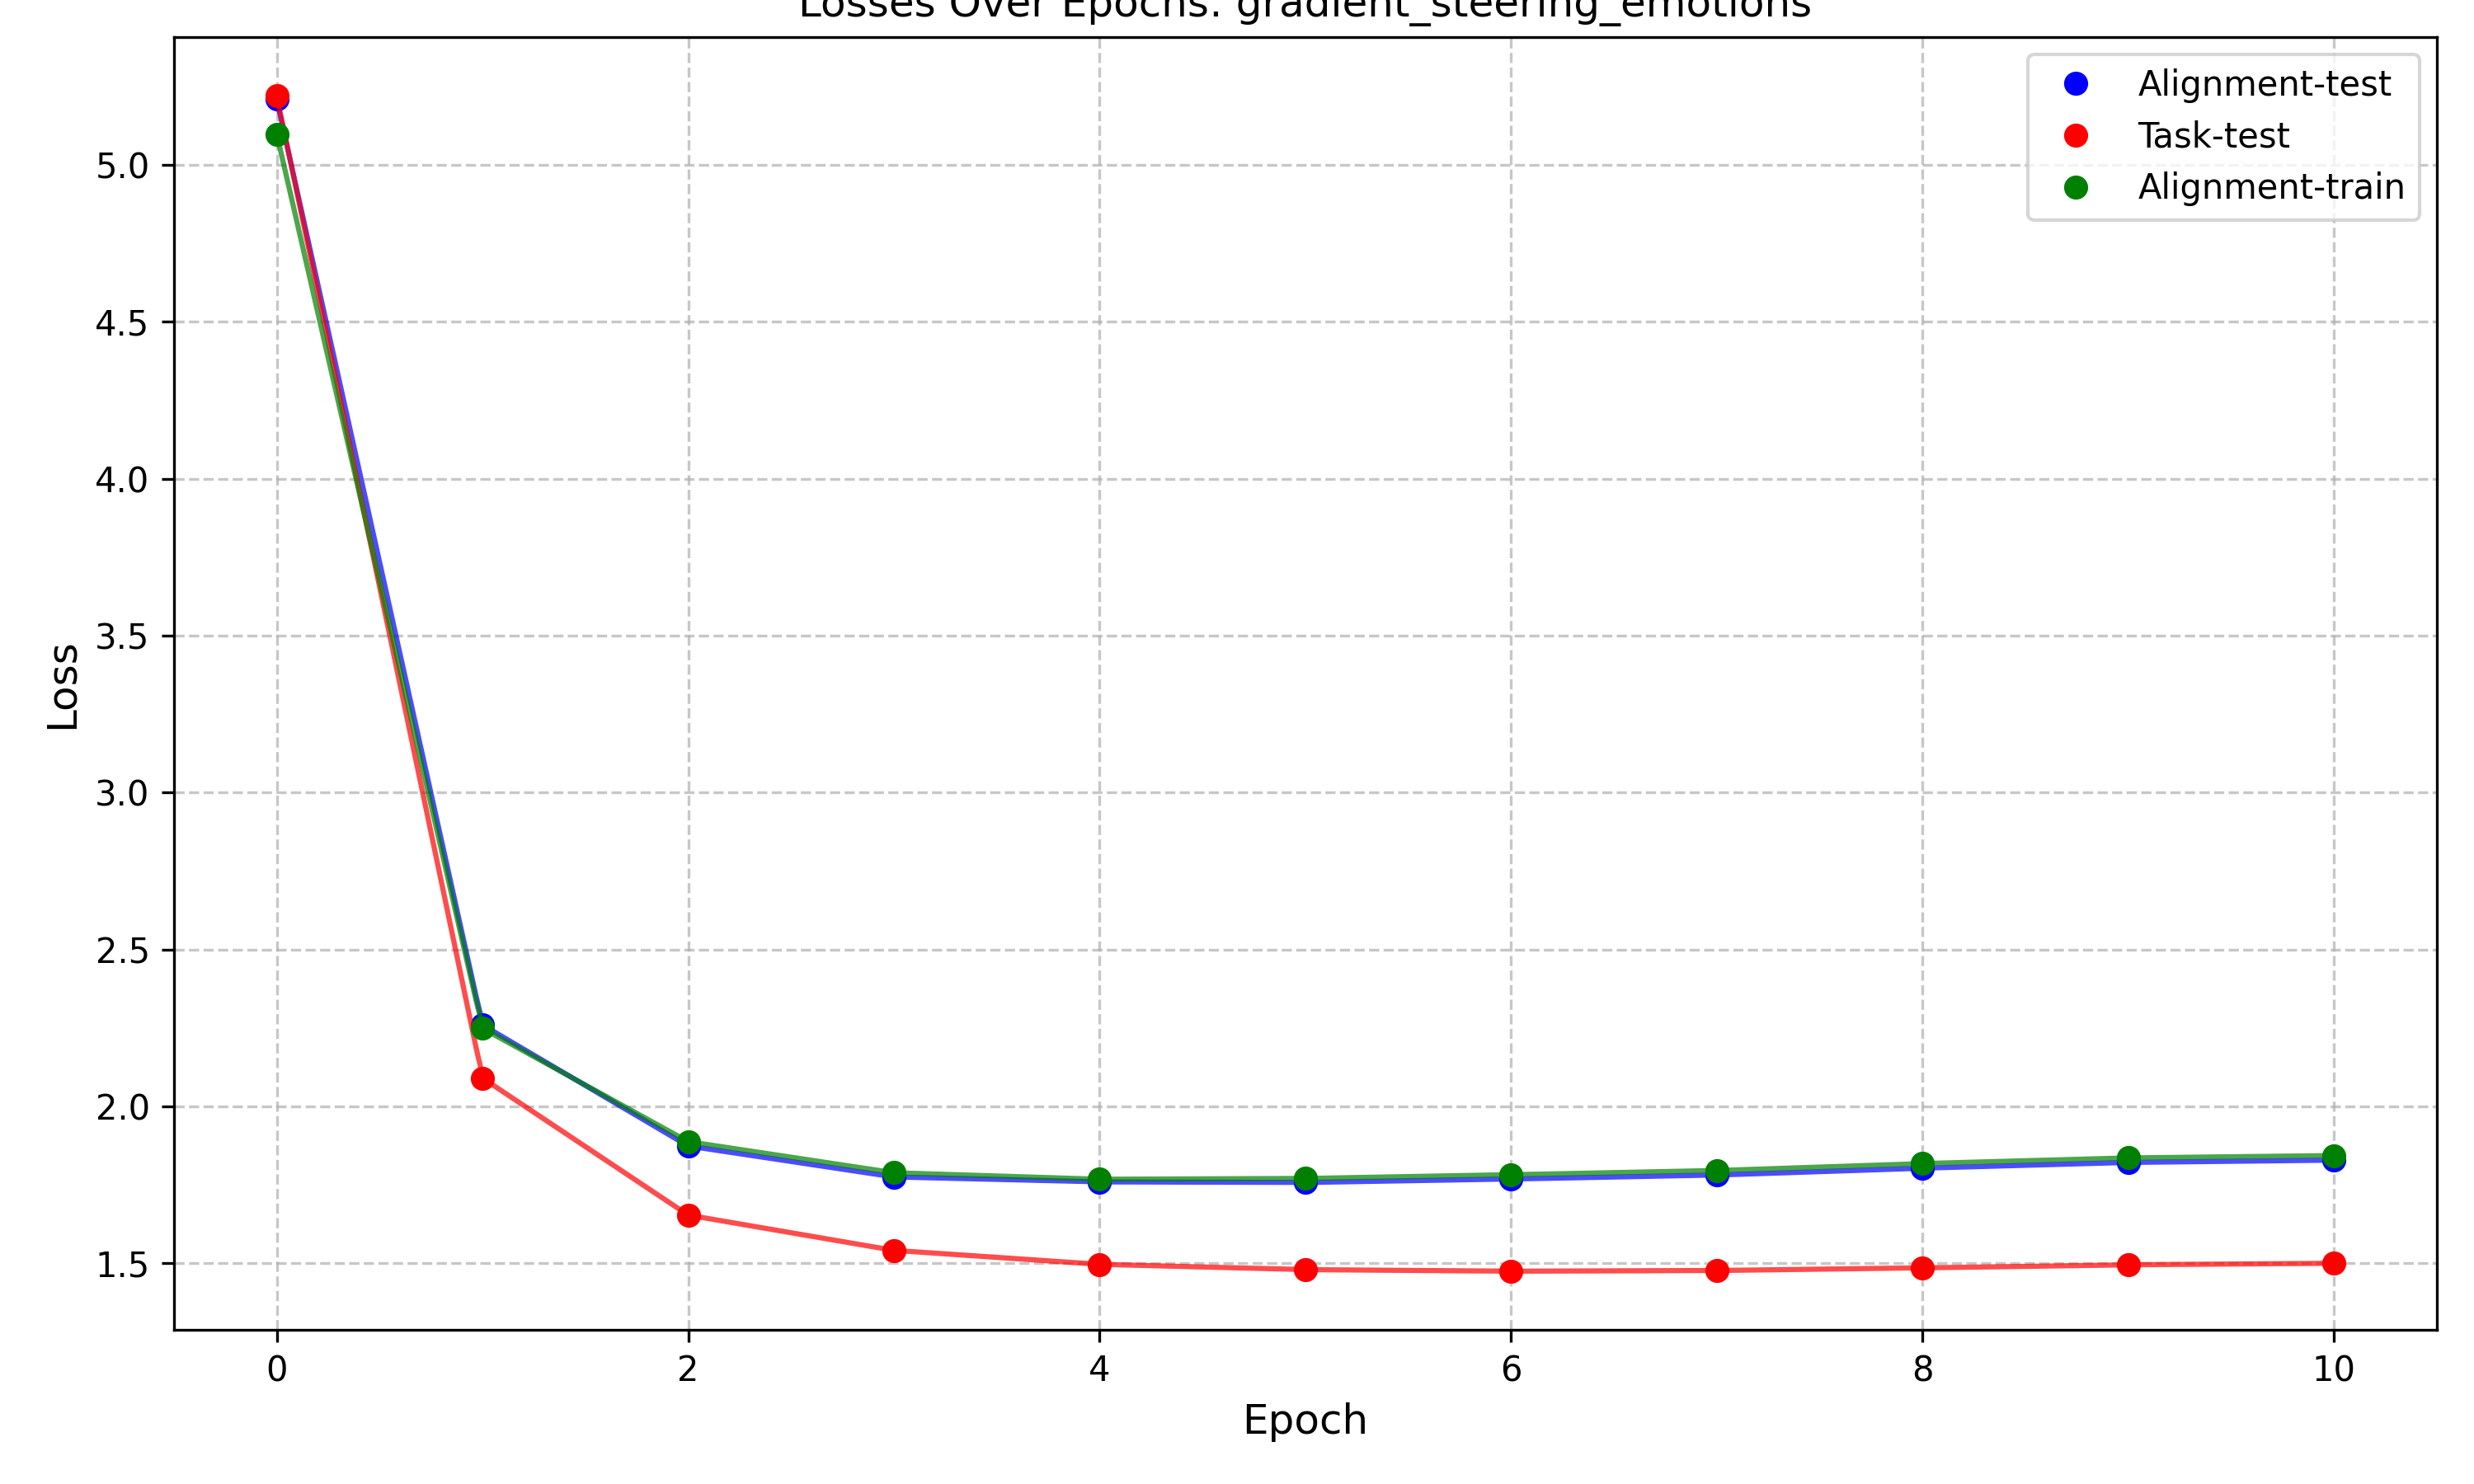 Losses Over Epochs: gradient_steering_emotions
Alignment-test
Task-test
Alignment-train
5.0
4.5
4.0
3.5
3.0
2.5
2.0
1.5
Loss
0 2 4 6 8 10
Epoch